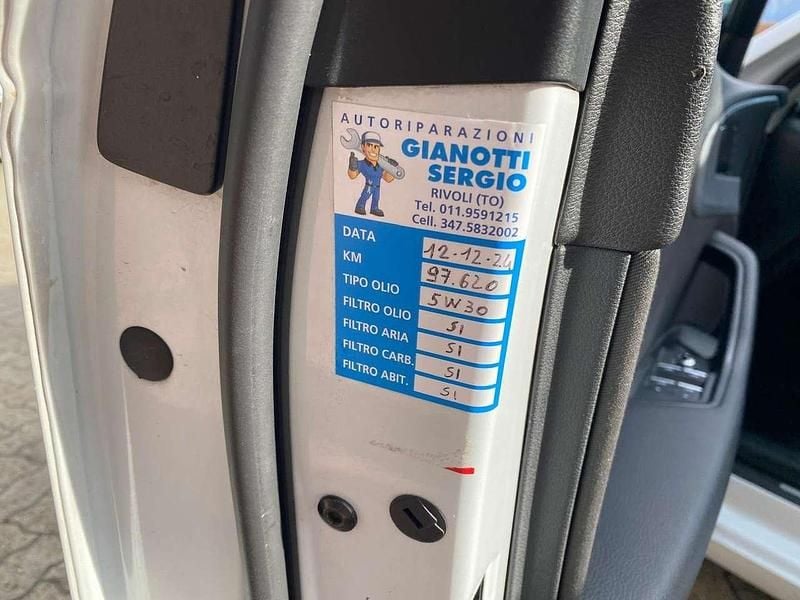 AUTORIPARAZIONI
GIANOTTI
SERGIO
RIVOLI (TO)
Tel. 011.9591215
Cell. 347.5832002
DATA 12-12-24
KM 97.620
TIPO OLIO 5W30
FILTRO OLIO SI
FILTRO ARIA SI
FILTRO CARB. SI
FILTRO ABIT. SI